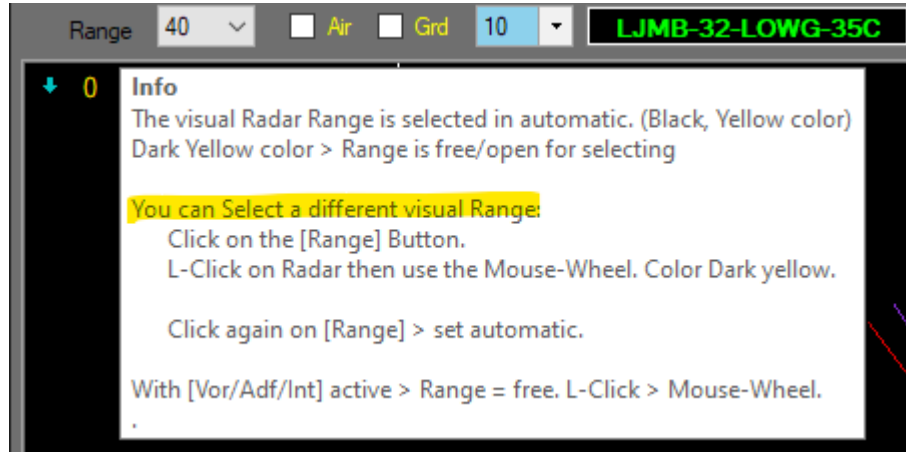 Range 40 Air Grd 10 LJMB-32-LOWG-35C
0
Info
The visual Radar Range is selected in automatic. (Black, Yellow color)
Dark Yellow color > Range is free/open for selecting
You can Select a different visual Range:
Click on the [Range] Button.
L-Click on Radar then use the Mouse-Wheel. Color Dark yellow.
Click again on [Range] > set automatic.
With [Vor/Adf/Int] active > Range = free. L-Click > Mouse-Wheel.
.